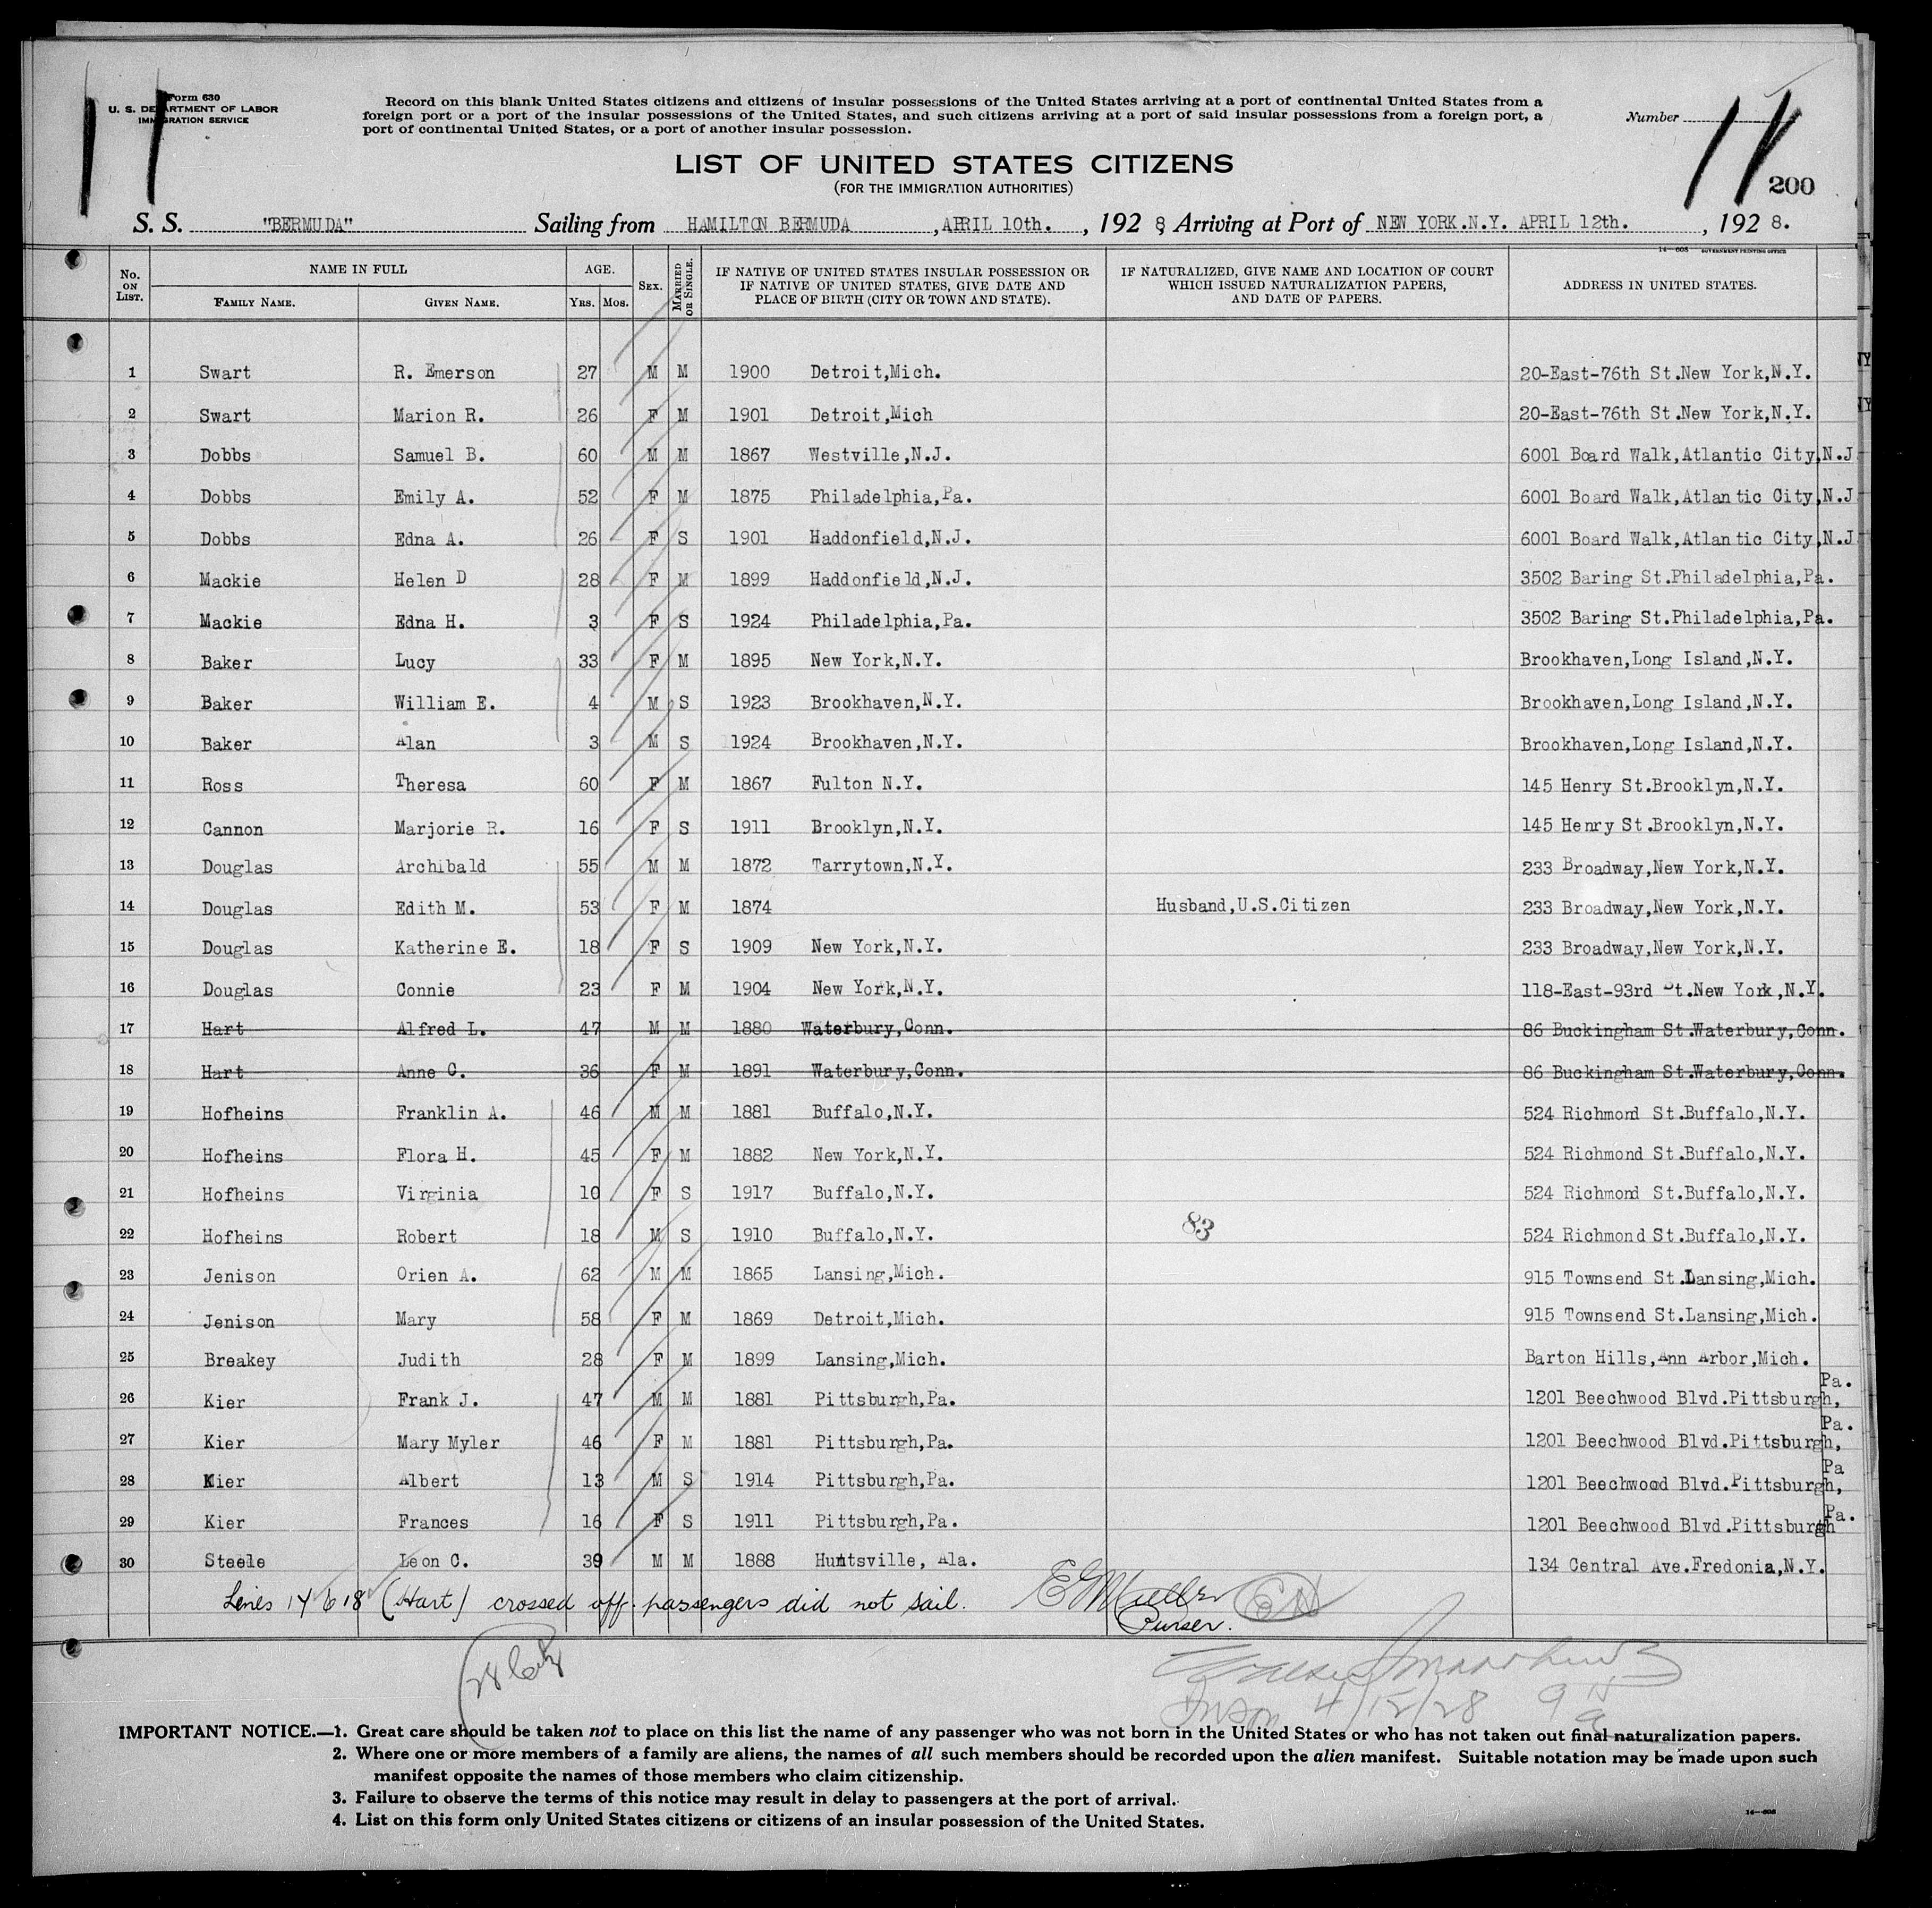 Form 630
U. S. DEPARTMENT OF LABOR
IMMIGRATION SERVICE
Record on this blank United States citizens and citizens of insular possessions of the United States arriving at a port of continental United States from a
foreign port or a port of the insular possessions of the United States, and such citizens arriving at a port of said insular possessions from a foreign port, a
port of continental United States, or a port of another insular possession.
Number 11
11
200
LIST OF UNITED STATES CITIZENS
(FOR THE IMMIGRATION AUTHORITIES)
S. S. "BERMUDA" Sailing from HAMILTON BERMUDA, APRIL 10th., 1928, Arriving at Port of NEW YORK.N.Y. APRIL 12th., 1928.
14—608 GOVERNMENT PRINTING OFFICE
No. ON LIST. NAME IN FULL FAMILY NAME. GIVEN NAME. AGE. YRS. MOS. SEX. MARRIED OR SINGLE. IF NATIVE OF UNITED STATES INSULAR POSSESSION OR IF NATIVE OF UNITED STATES, GIVE DATE AND PLACE OF BIRTH (CITY OR TOWN AND STATE). IF NATURALIZED, GIVE NAME AND LOCATION OF COURT WHICH ISSUED NATURALIZATION PAPERS, AND DATE OF PAPERS. ADDRESS IN UNITED STATES.
1 Swart R. Emerson 27 M M 1900 Detroit,Mich. 20-East-76th St.New York,N.Y.
2 Swart Marion R. 26 F M 1901 Detroit,Mich 20-East-76th St.New York,N.Y.
3 Dobbs Samuel B. 60 M M 1867 Westville,N.J. 6001 Board Walk,Atlantic City,N.J
4 Dobbs Emily A. 52 F M 1875 Philadelphia,Pa. 6001 Board Walk,Atlantic City,N.J
5 Dobbs Edna A. 26 F S 1901 Haddonfield,N.J. 6001 Board Walk,Atlantic City,N.J
6 Mackie Helen D 28 F M 1899 Haddonfield,N.J. 3502 Baring St.Philadelphia,Pa.
7 Mackie Edna H. 3 F S 1924 Philadelphia,Pa. 3502 Baring St.Philadelphia,Pa.
8 Baker Lucy 33 F M 1895 New York,N.Y. Brookhaven,Long Island,N.Y.
9 Baker William E. 4 M S 1923 Brookhaven,N.Y. Brookhaven,Long Island,N.Y.
10 Baker Alan 3 M S 1924 Brookhaven,N.Y. Brookhaven,Long Island,N.Y.
11 Ross Theresa 60 F M 1867 Fulton N.Y. 145 Henry St.Brooklyn,N.Y.
12 Cannon Marjorie R. 16 F S 1911 Brooklyn,N.Y. 145 Henry St.Brooklyn,N.Y.
13 Douglas Archibald 55 M M 1872 Tarrytown,N.Y. 233 Broadway,New York,N.Y.
14 Douglas Edith M. 53 F M 1874 Husband,U.S.Citizen 233 Broadway,New York,N.Y.
15 Douglas Katherine E. 18 F S 1909 New York,N.Y. 233 Broadway,New York,N.Y.
16 Douglas Connie 23 F M 1904 New York,N.Y. 118-East-93rd St.New York,N.Y.
17 Hart Alfred L. 47 M M 1880 Waterbury,Conn. 86 Buckingham St.Waterbury,Conn.
18 Hart Anne C. 36 F M 1891 Waterbury,Conn. 86 Buckingham St.Waterbury,Conn.
19 Hofheins Franklin A. 46 M M 1881 Buffalo,N.Y. 524 Richmond St.Buffalo,N.Y.
20 Hofheins Flora H. 45 F M 1882 New York,N.Y. 524 Richmond St.Buffalo,N.Y.
21 Hofheins Virginia 10 F S 1917 Buffalo,N.Y. 524 Richmond St.Buffalo,N.Y.
22 Hofheins Robert 18 M S 1910 Buffalo,N.Y. 83 524 Richmond St.Buffalo,N.Y.
23 Jenison Orien A. 62 M M 1865 Lansing,Mich. 915 Townsend St.Lansing,Mich.
24 Jenison Mary 58 F M 1869 Detroit,Mich. 915 Townsend St.Lansing,Mich.
25 Breakey Judith 28 F M 1899 Lansing,Mich. Barton Hills,Ann Arbor,Mich.
26 Kier Frank J. 47 M M 1881 Pittsburgh,Pa. 1201 Beechwood Blvd.Pittsburgh, Pa.
27 Kier Mary Myler 46 F M 1881 Pittsburgh,Pa. 1201 Beechwood Blvd.Pittsburgh, Pa.
28 Kier Albert 13 M S 1914 Pittsburgh,Pa. 1201 Beechwood Blvd.Pittsburgh, Pa
29 Kier Frances 16 F S 1911 Pittsburgh,Pa. 1201 Beechwood Blvd.Pittsburgh Pa.
30 Steele Leon C. 39 M M 1888 Huntsville, Ala. 134 Central Ave.Fredonia,N.Y.
Lines 17 & 18 (Hart) crossed off. passengers did not sail. E G Mueller
Purser.
4/12/28
IMPORTANT NOTICE.—1. Great care should be taken not to place on this list the name of any passenger who was not born in the United States or who has not taken out final naturalization papers.
2. Where one or more members of a family are aliens, the names of all such members should be recorded upon the alien manifest. Suitable notation may be made upon such
manifest opposite the names of those members who claim citizenship.
3. Failure to observe the terms of this notice may result in delay to passengers at the port of arrival.
4. List on this form only United States citizens or citizens of an insular possession of the United States.
14—608